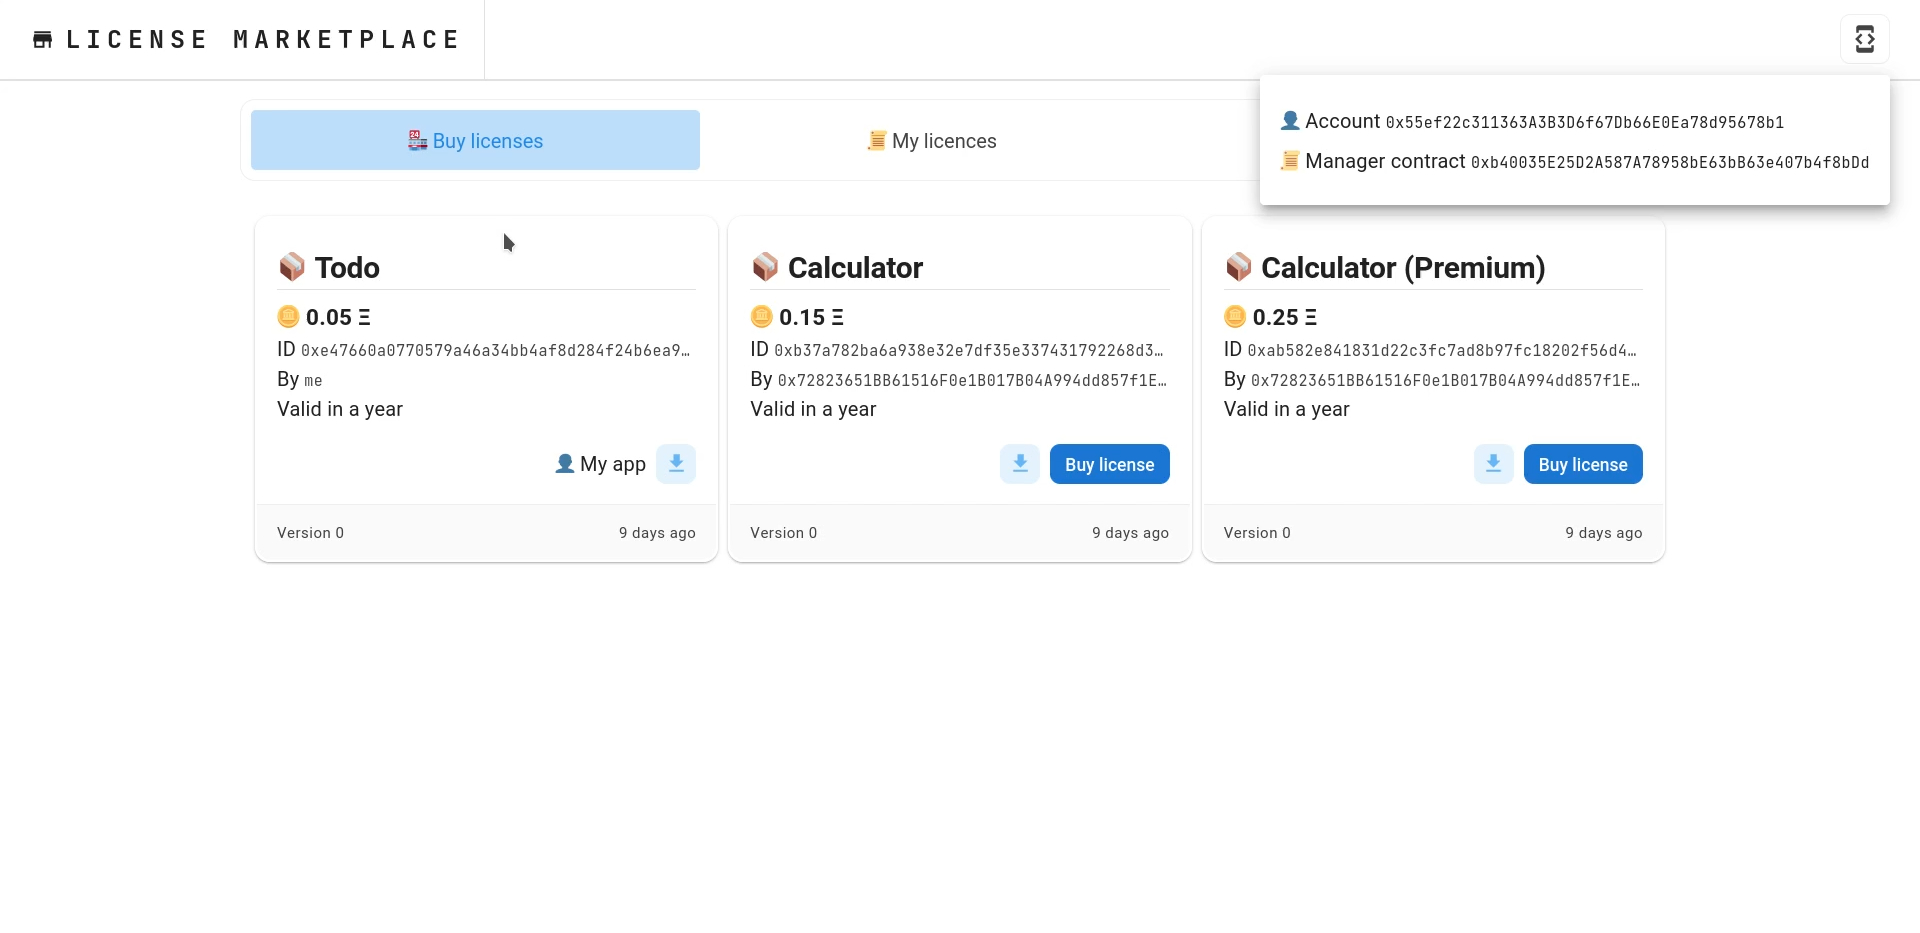 LICENSE MARKETPLACE
Buy licenses
My licences
Account 0x55ef22c311363A3B3D6f67Db66E0Ea78d95678b1
Manager contract 0xb40035E25D2A587A78958bE63bB63e407b4f8bDd
Todo
0.05 Ξ
ID 0xe47660a0770579a46a34bb4af8d284f24b6ea9…
By me
Valid in a year
My app
Version 0
9 days ago
Calculator
0.15 Ξ
ID 0xb37a782ba6a938e32e7df35e337431792268d3…
By 0x72823651BB61516F0e1B017B04A994dd857f1E…
Valid in a year
Buy license
Version 0
9 days ago
Calculator (Premium)
0.25 Ξ
ID 0xab582e841831d22c3fc7ad8b97fc18202f56d4…
By 0x72823651BB61516F0e1B017B04A994dd857f1E…
Valid in a year
Buy license
Version 0
9 days ago